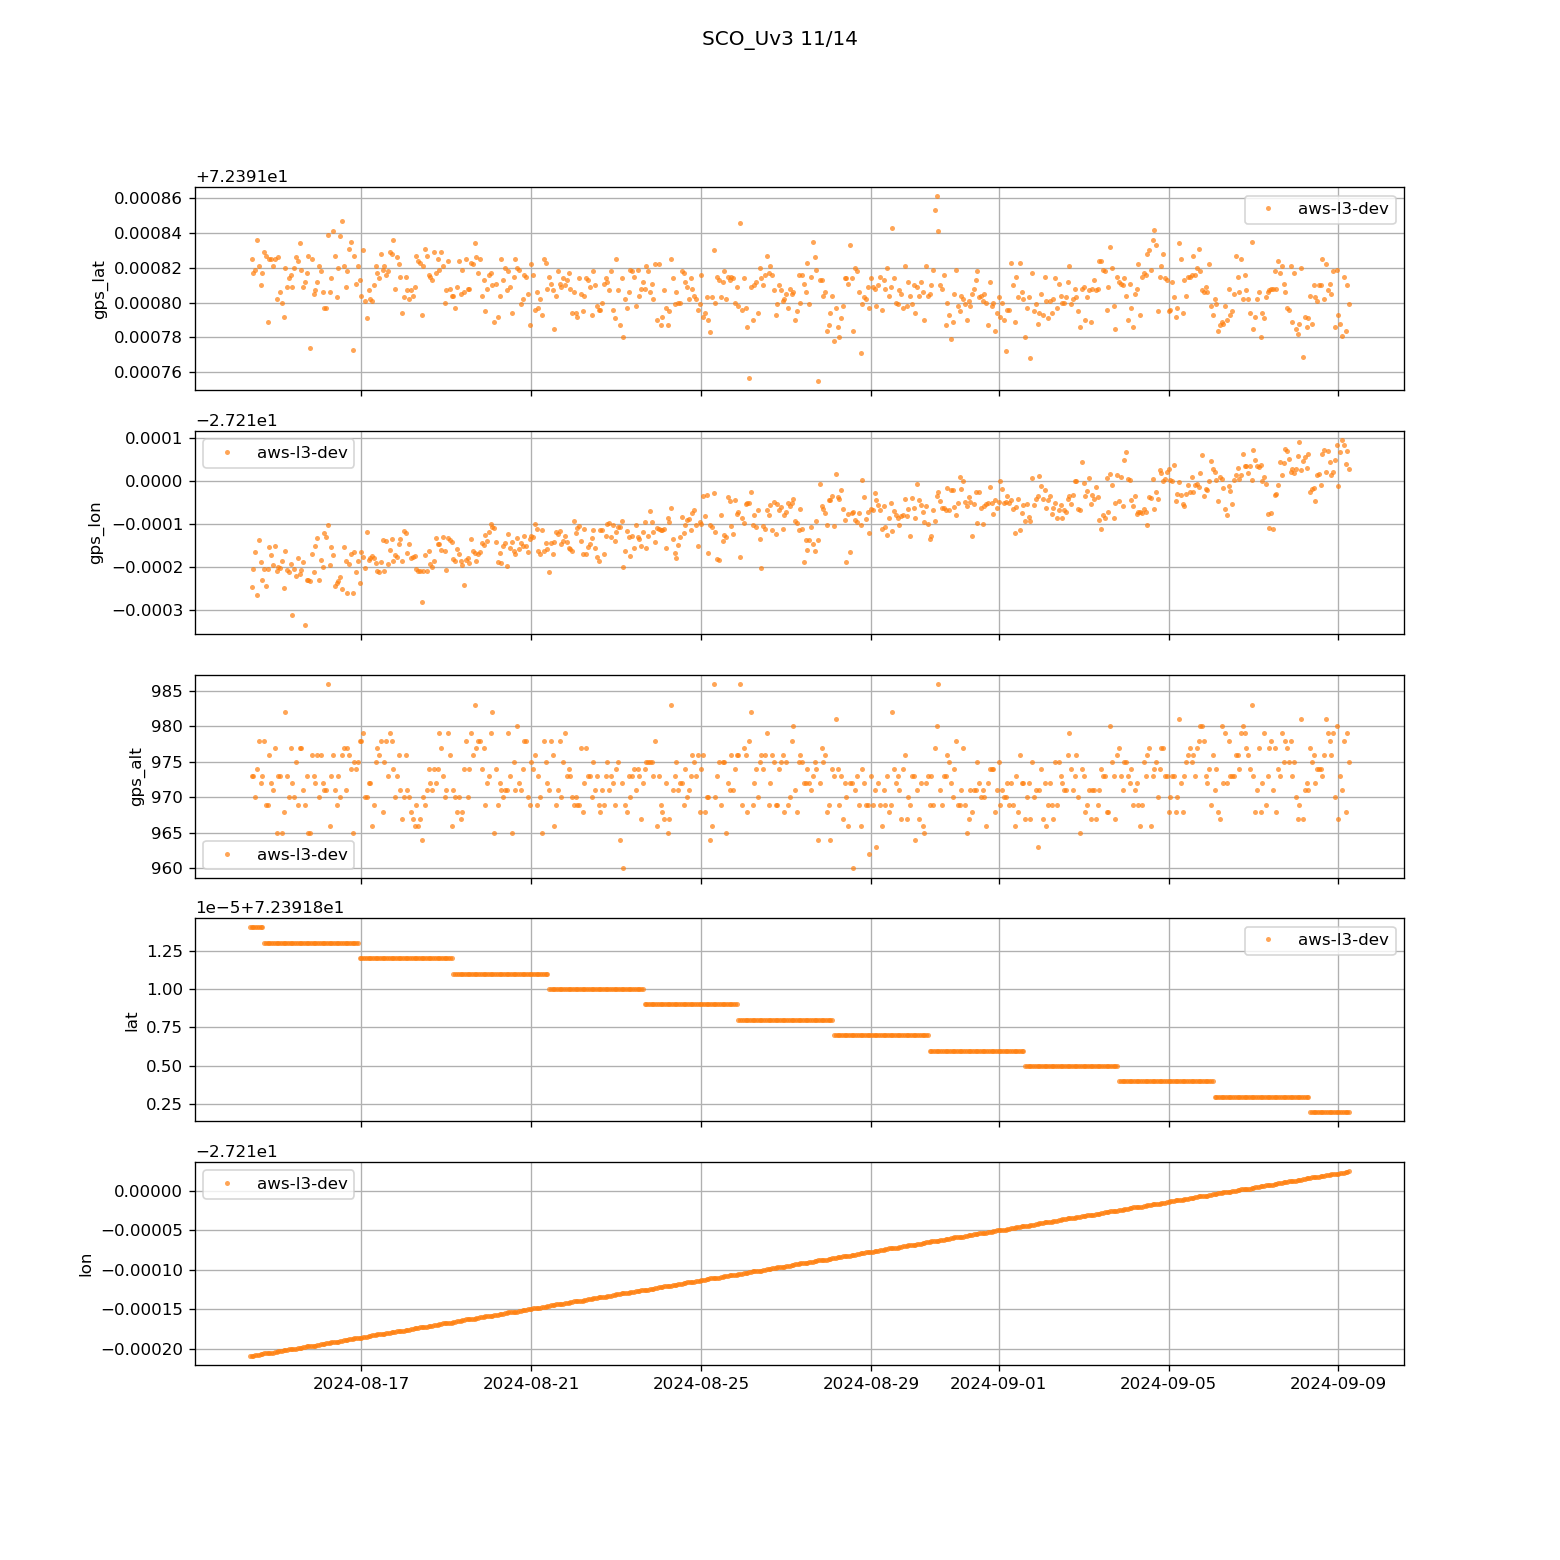 SCO_Uv3 11/14
+7.2391e1
0.00086
0.00084
0.00082
0.00080
0.00078
0.00076
gps_lat
aws-l3-dev
−2.721e1
0.0001
0.0000
−0.0001
−0.0002
−0.0003
gps_lon
aws-l3-dev
985
980
975
970
965
960
gps_alt
aws-l3-dev
1e−5+7.23918e1
1.25
1.00
0.75
0.50
0.25
lat
aws-l3-dev
−2.721e1
0.00000
−0.00005
−0.00010
−0.00015
−0.00020
lon
aws-l3-dev
2024-08-17 2024-08-21 2024-08-25 2024-08-29 2024-09-01 2024-09-05 2024-09-09